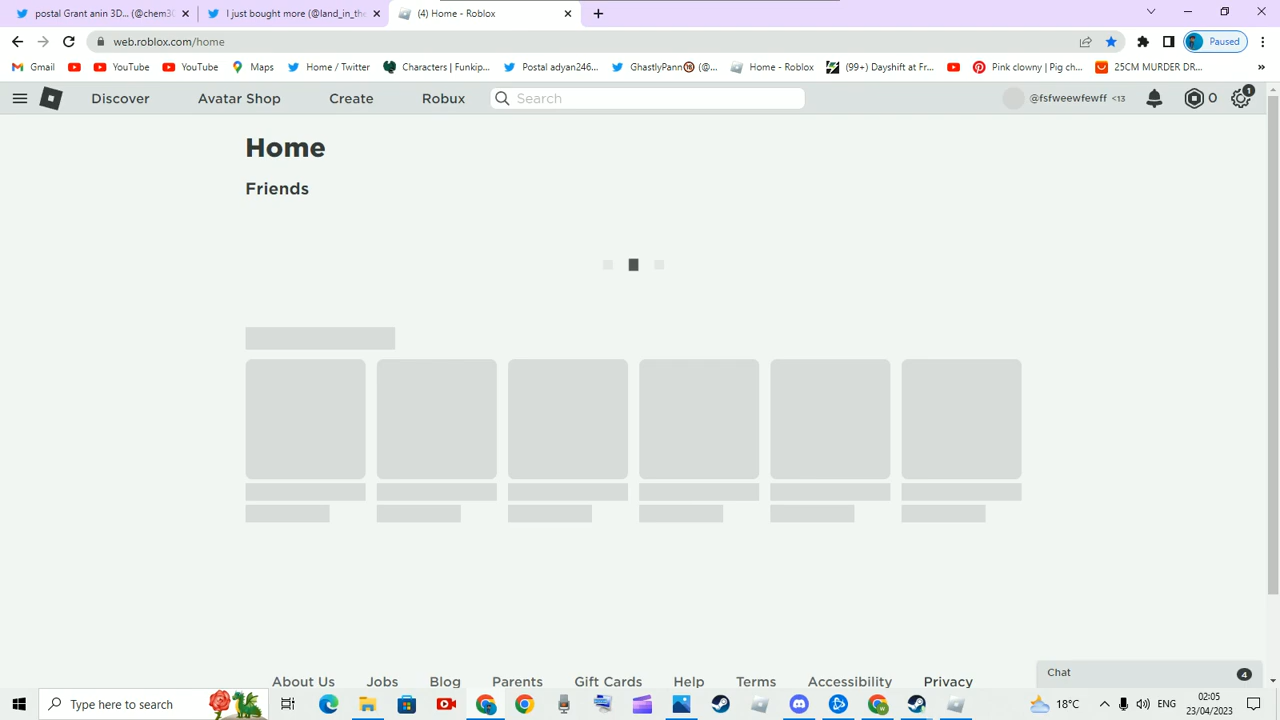 postal Grant anin 3D... (@chem3(
I just bought more (@land_in_the
(4) Home - Roblox
web.roblox.com/home
Paused
Gmail
YouTube
YouTube
Maps
Home / Twitter
Characters | Funkip...
Postal adyan246...
GhastlyPann🔞(@...
Home - Roblox
(99+) Dayshift at Fr...
Pink clowny | Pig ch...
25CM MURDER DR...
»
Discover
Avatar Shop
Create
Robux
Search
@fsfweewfewff <13
0
1
Home
Friends
About Us
Jobs
Blog
Parents
Gift Cards
Help
Terms
Accessibility
Privacy
Chat
4
Type here to search
18°C
ENG
02:05
23/04/2023